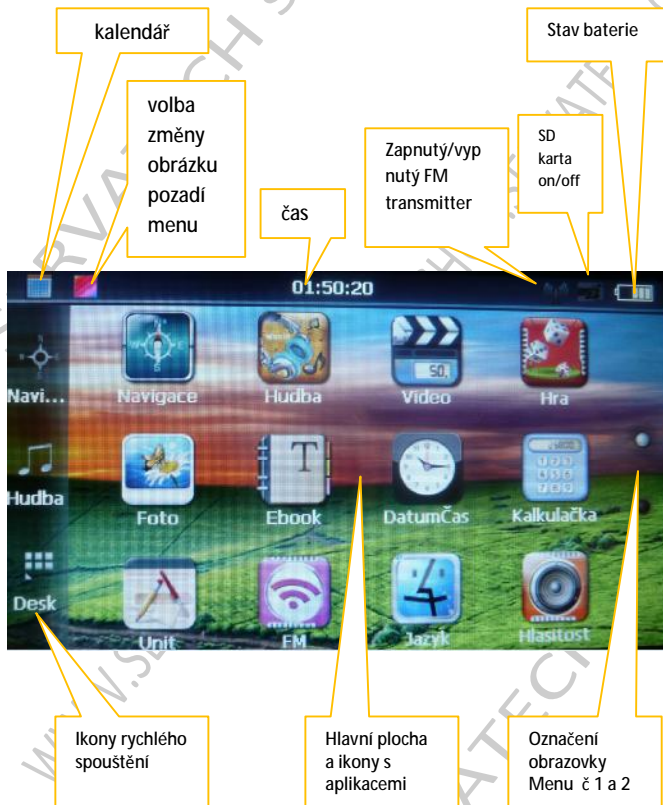 kalendář
Stav baterie
volba
změny
obrázku
pozadí
menu
čas
Zapnutý/vyp
nutý FM
transmitter
SD
karta
on/off
01:50:20
Navi...
Navigace
Hudba
Video
Hra
50,
Hudba
Foto
Ebook
DatumČas
Kalkulačka
T
Desk
Unit
FM
Jazyk
Hlasitost
Ikony rychlého
spouštění
Hlavní plocha
a ikony s
aplikacemi
Označení
obrazovky
Menu č 1 a 2